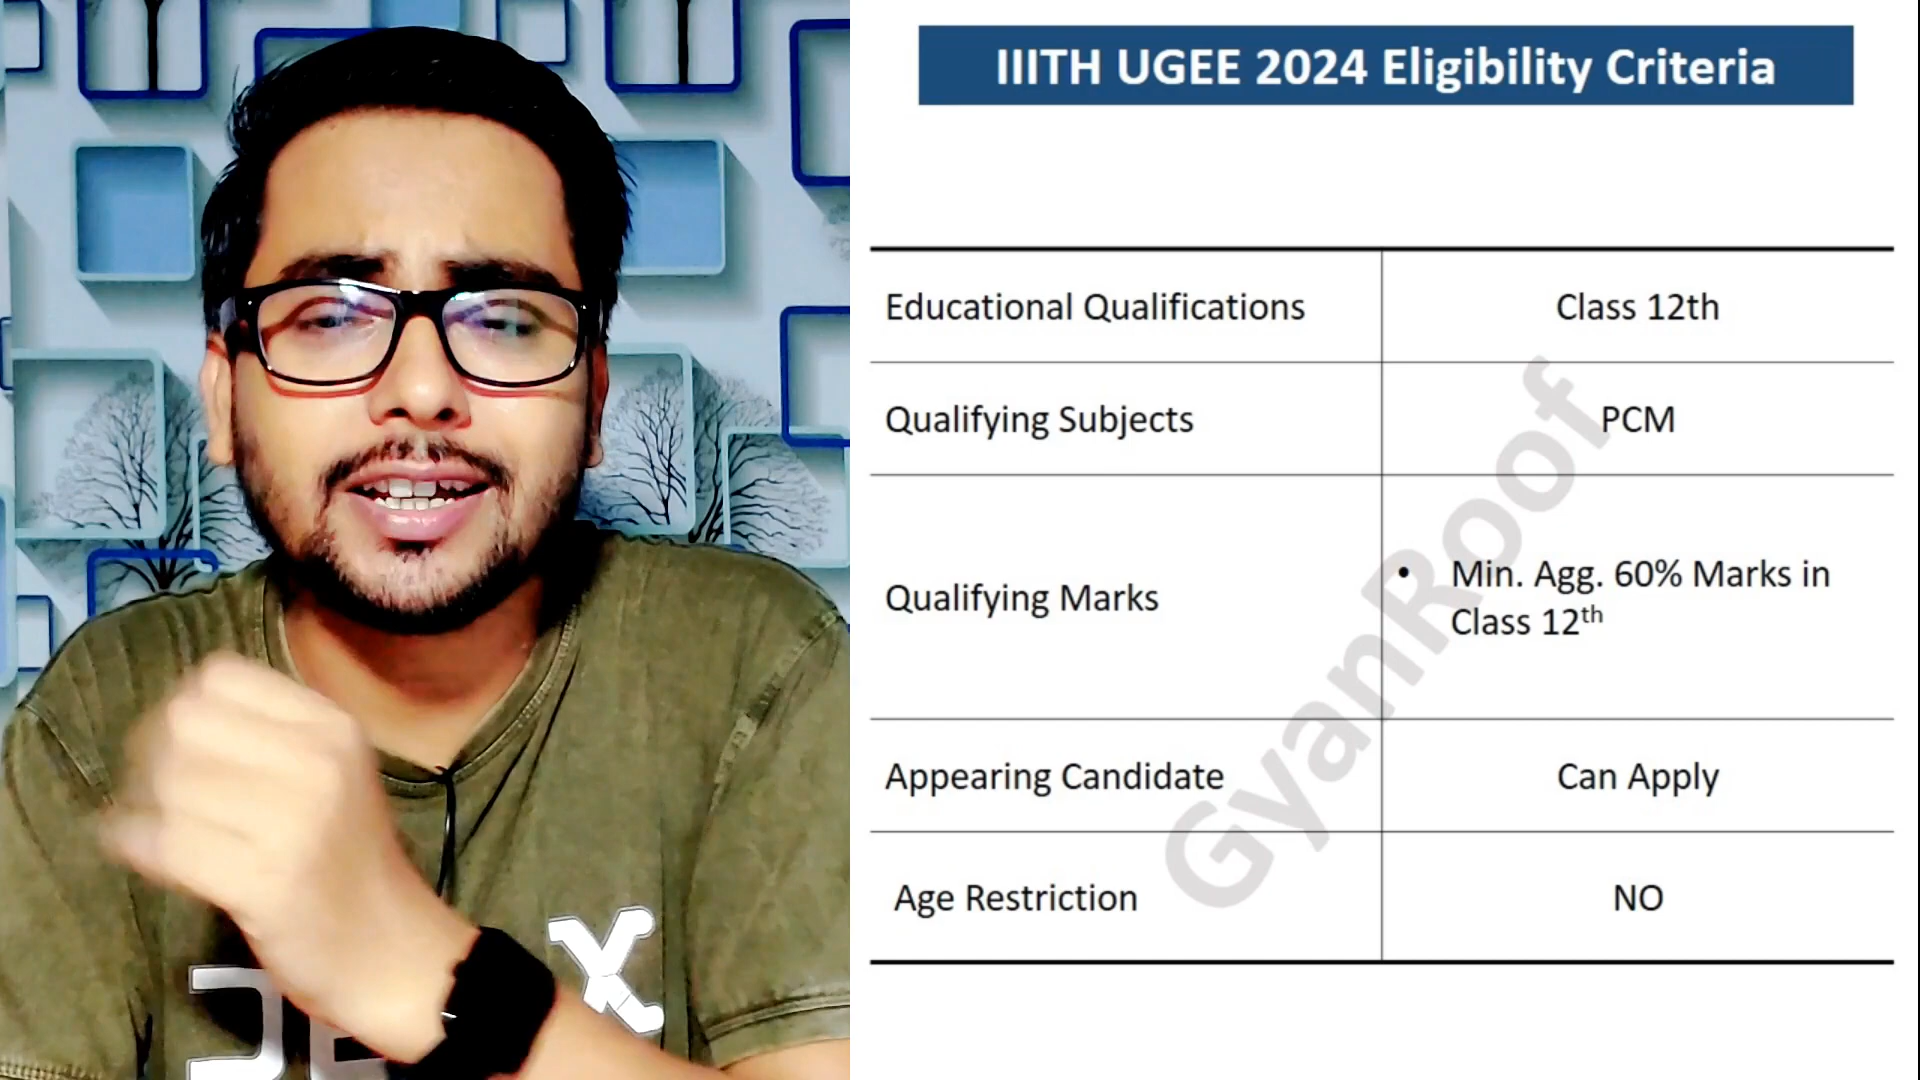 IIITH UGEE 2024 Eligibility Criteria
Educational Qualifications
Class 12th
Qualifying Subjects
PCM
Qualifying Marks
• Min. Agg. 60% Marks in
Class 12th
Appearing Candidate
Can Apply
Age Restriction
NO
GyanRoof